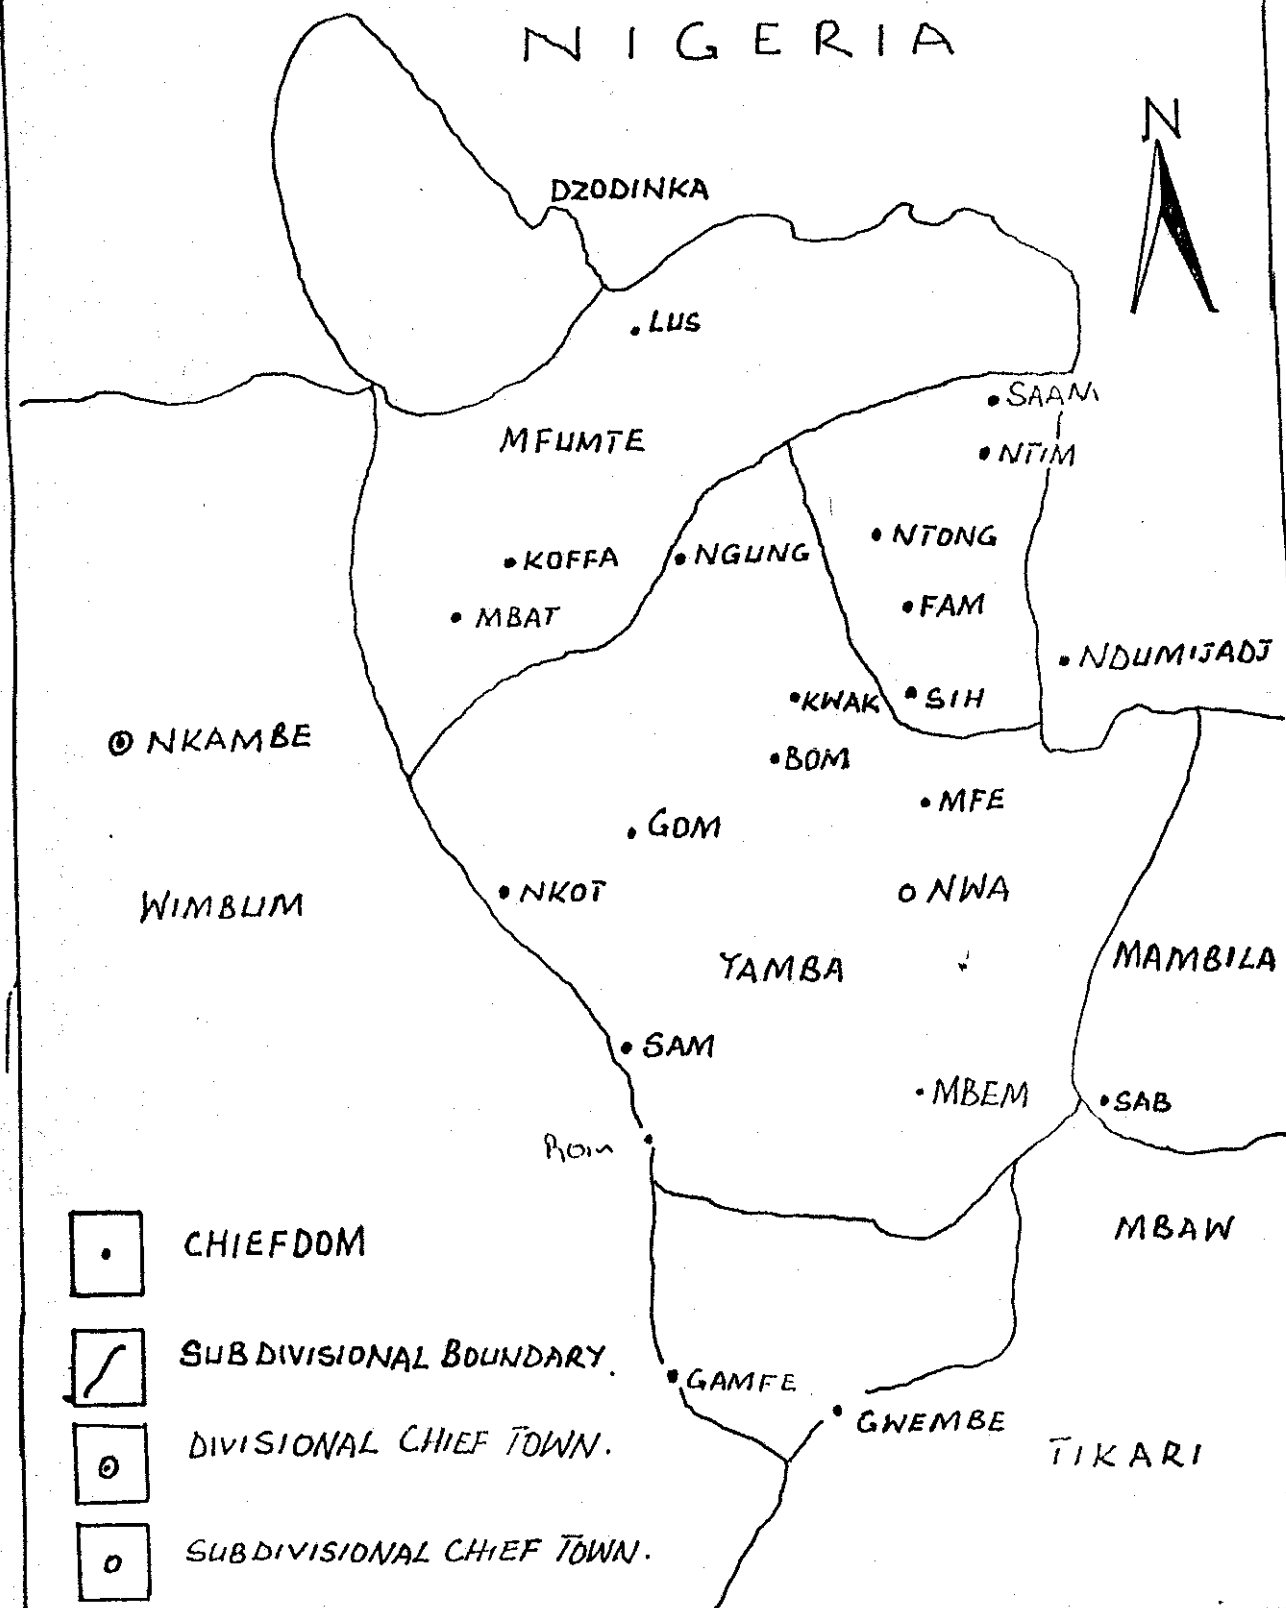 NIGERIA
N
DZODINKA
LUS
SAAM
MFUMTE
NTIM
NTONG
KOFFA
NGUNG
FAM
MBAT
NDUMIJADJ
KWAK
SIH
NKAMBE
BOM
MFE
GOM
NKOT
NWA
WIMBUM
YAMBA
MAMBILA
SAM
MBEM
SAB
Rom
MBAW
CHIEFDOM
SUBDIVISIONAL BOUNDARY.
GAMFE
GWEMBE
DIVISIONAL CHIEF TOWN.
TIKARI
SUBDIVISIONAL CHIEF TOWN.